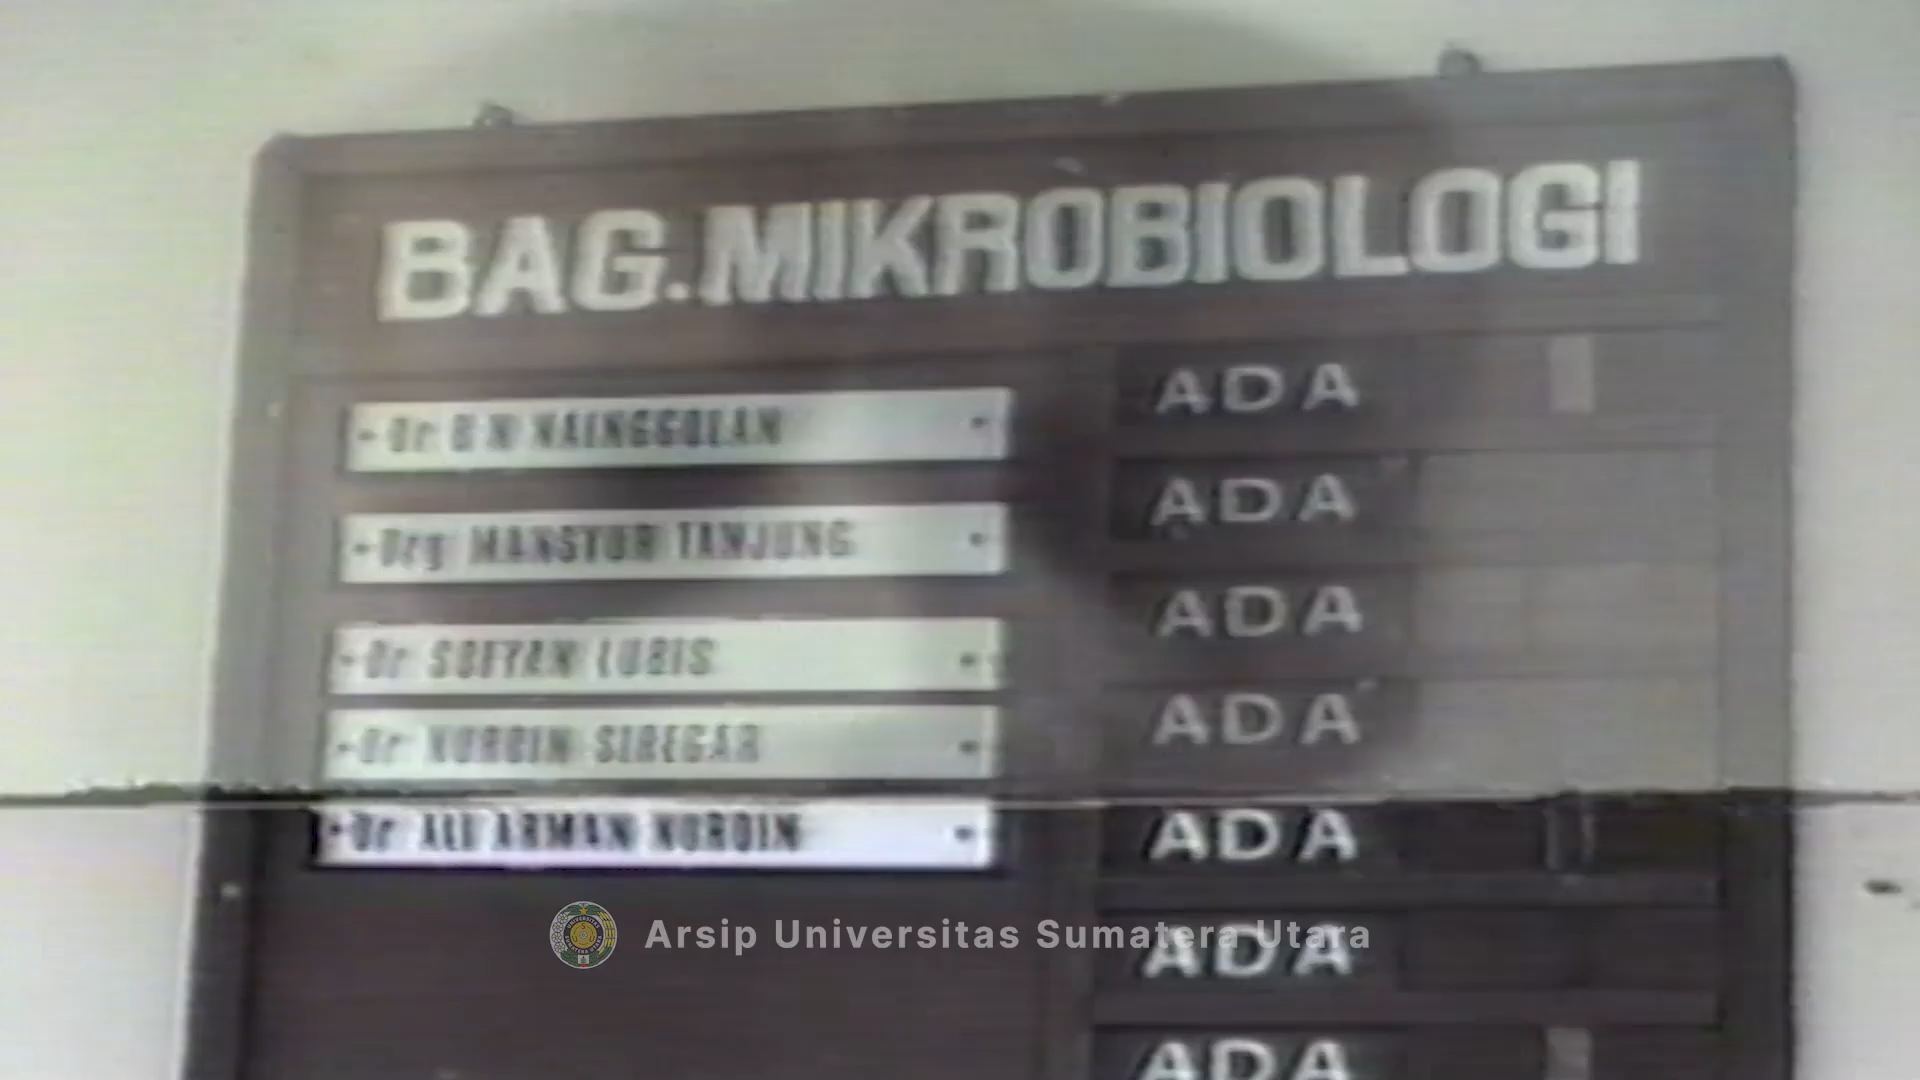 BAG.MIKROBIOLOGI
Dr B N NAINGGOLAN ADA
Drg MANSYUR TANJUNG ADA
Dr SOFYAN LUBIS ADA
Dr NURDIN SIREGAR ADA
Dr ALI ARMAN NURDIN ADA
ADA
ADA
Arsip Universitas Sumatera Utara